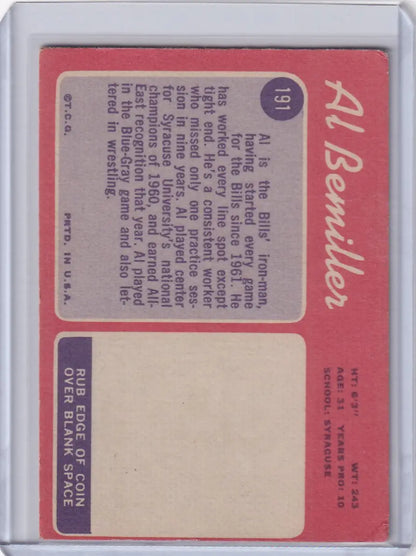 Al Bemiller
HT: 6'3" WT: 243
AGE: 31 YEARS PRO: 10
SCHOOL: SYRACUSE
191
Al is the Bills' iron-man,
having started every game
for the Bills since 1961. He
has worked every line spot except
tight end. He's a consistent worker
who missed only one practice ses-
sion in nine years. Al played center
for Syracuse University's national
champions of 1960, and earned All-
East recognition that year. Al played
in the Blue-Gray game and also let-
tered in wrestling.
©T.C.G. PRTD. IN U.S.A.
RUB EDGE OF COIN
OVER BLANK SPACE